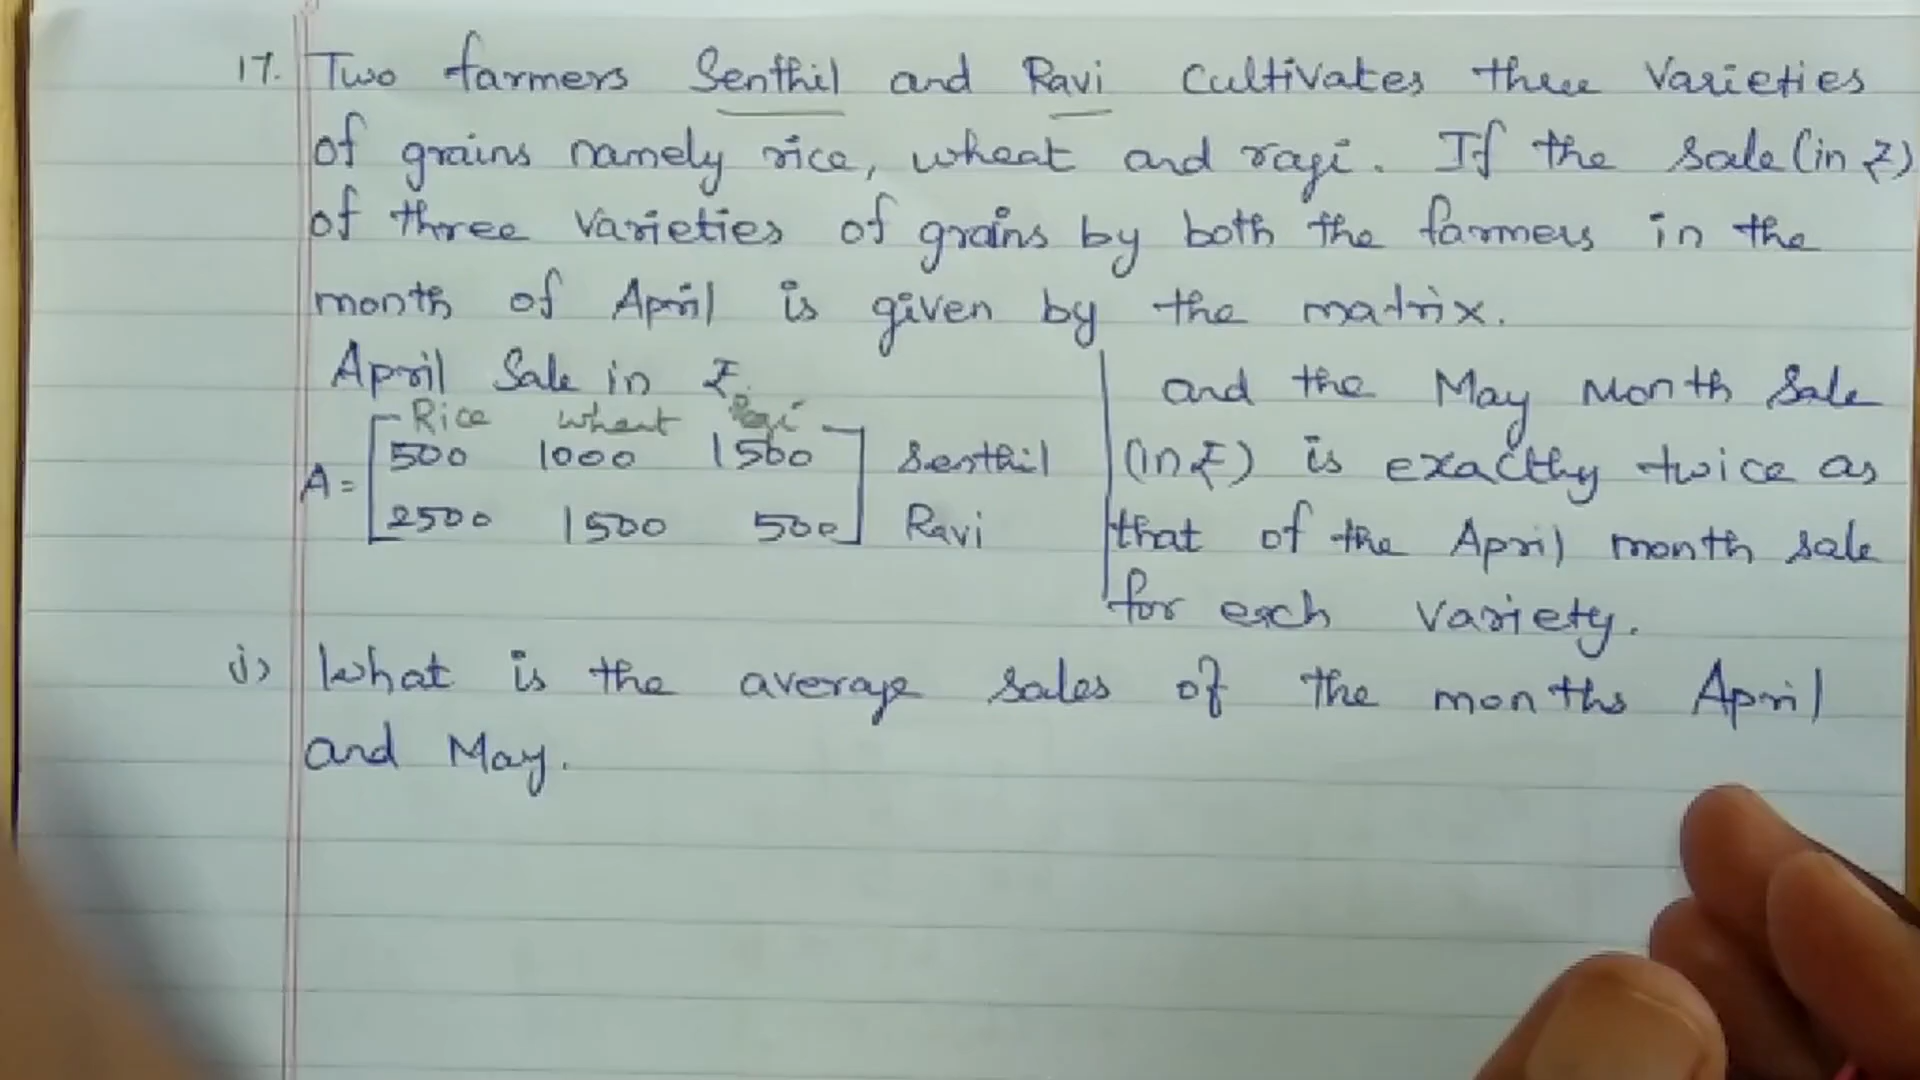 17. Two farmers Senthil and Ravi Cultivates three Varieties
of grains namely rice, wheat and ragi. If the sale (in ₹)
of three Varieties of grains by both the farmers in the
month of April is given by the matrix.
April Sale in ₹.
Rice wheat Ragi
A = [ 500 1000 1500 ] Senthil
[ 2500 1500 500 ] Ravi
and the May Month Sale
(in ₹) is exactly twice as
that of the April month sale
for each variety.
i) What is the average sales of the months April
and May.